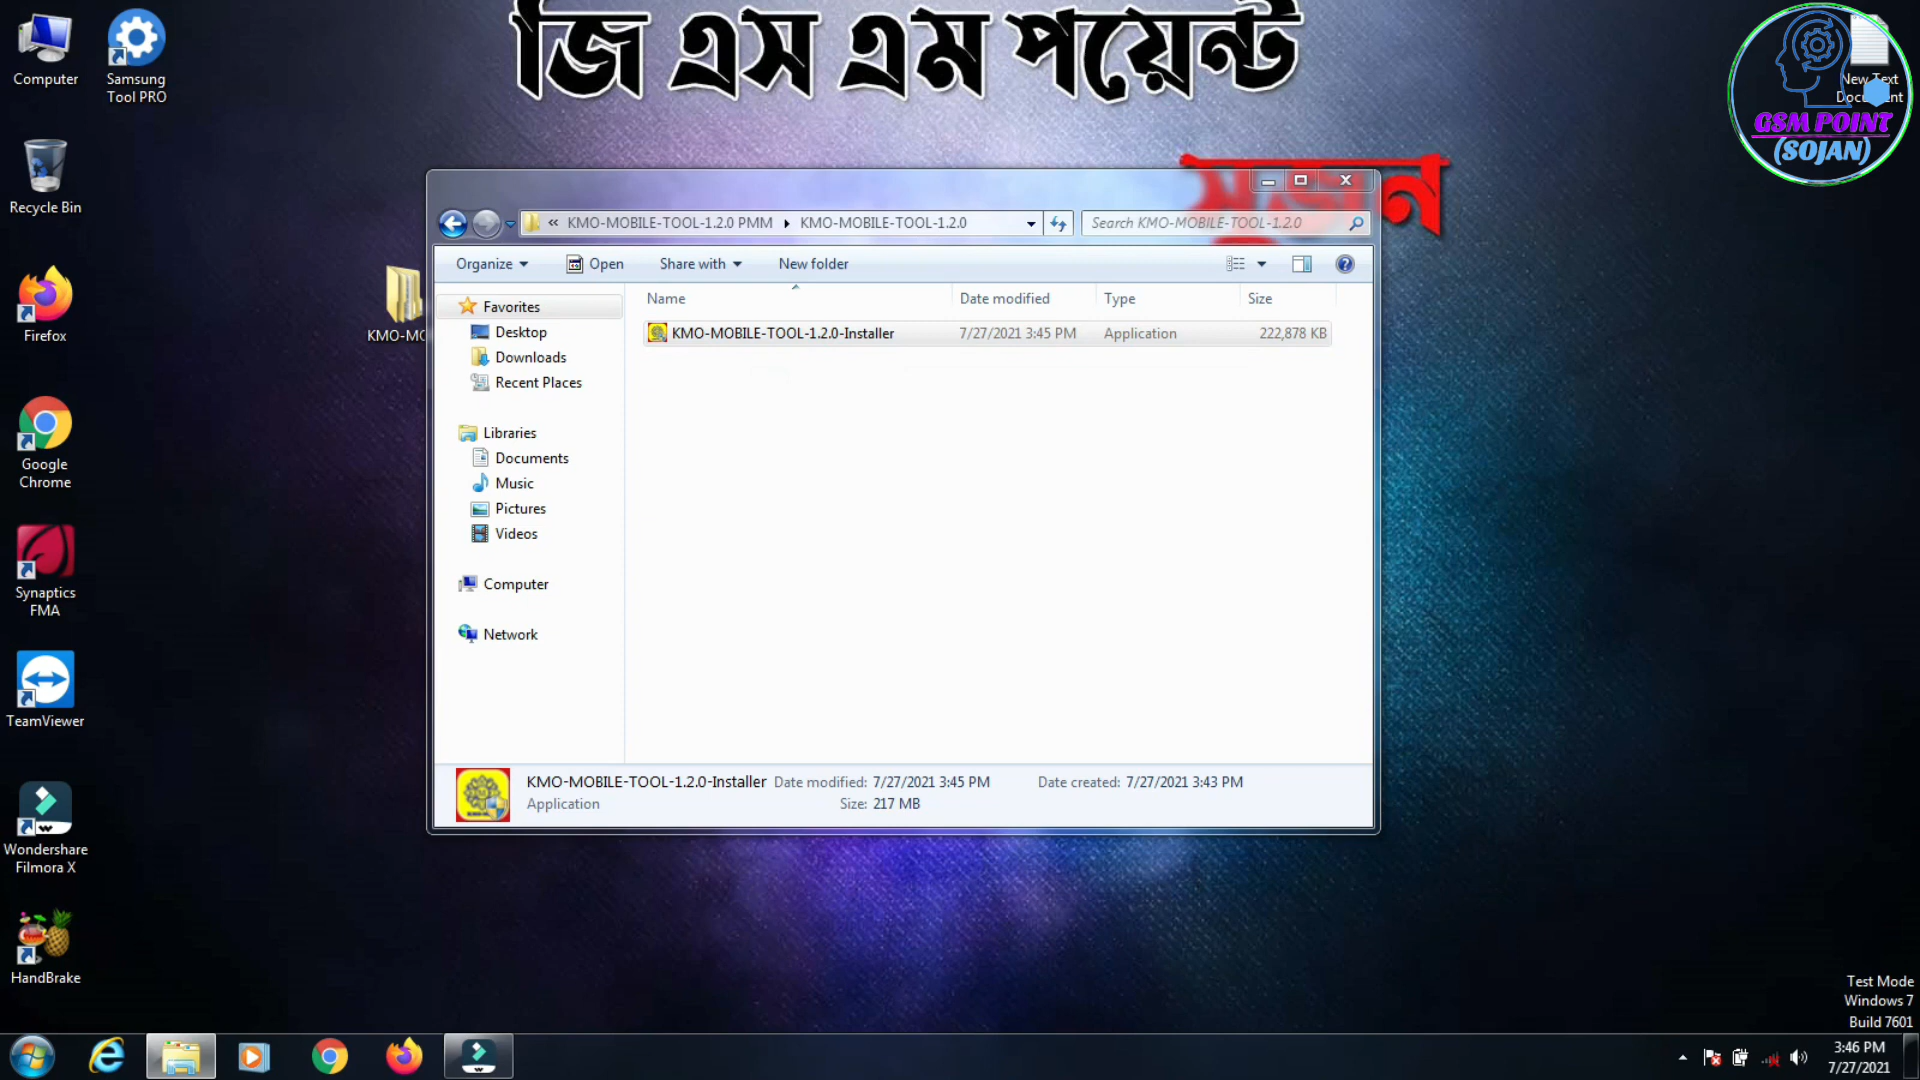 জি এস এম পয়েন্ট
সৃজন
Computer
Samsung
Tool PRO
New Text
GSM POINT
(SOJAN)
Recycle Bin
« KMO-MOBILE-TOOL-1.2.0 PMM KMO-MOBILE-TOOL-1.2.0
Search KMO-MOBILE-TOOL-1.2.0
Organize Open Share with New folder
Firefox
KMO-MO
Favorites
Desktop
Downloads
Recent Places
Libraries
Documents
Music
Pictures
Videos
Computer
Network
Name Date modified Type Size
KMO-MOBILE-TOOL-1.2.0-Installer 7/27/2021 3:45 PM Application 222,878 KB
Google
Chrome
Synaptics
FMA
TeamViewer
KMO-MOBILE-TOOL-1.2.0-Installer Date modified: 7/27/2021 3:45 PM Date created: 7/27/2021 3:43 PM
Application Size: 217 MB
Wondershare
Filmora X
HandBrake
Test Mode
Windows 7
Build 7601
3:46 PM
7/27/2021